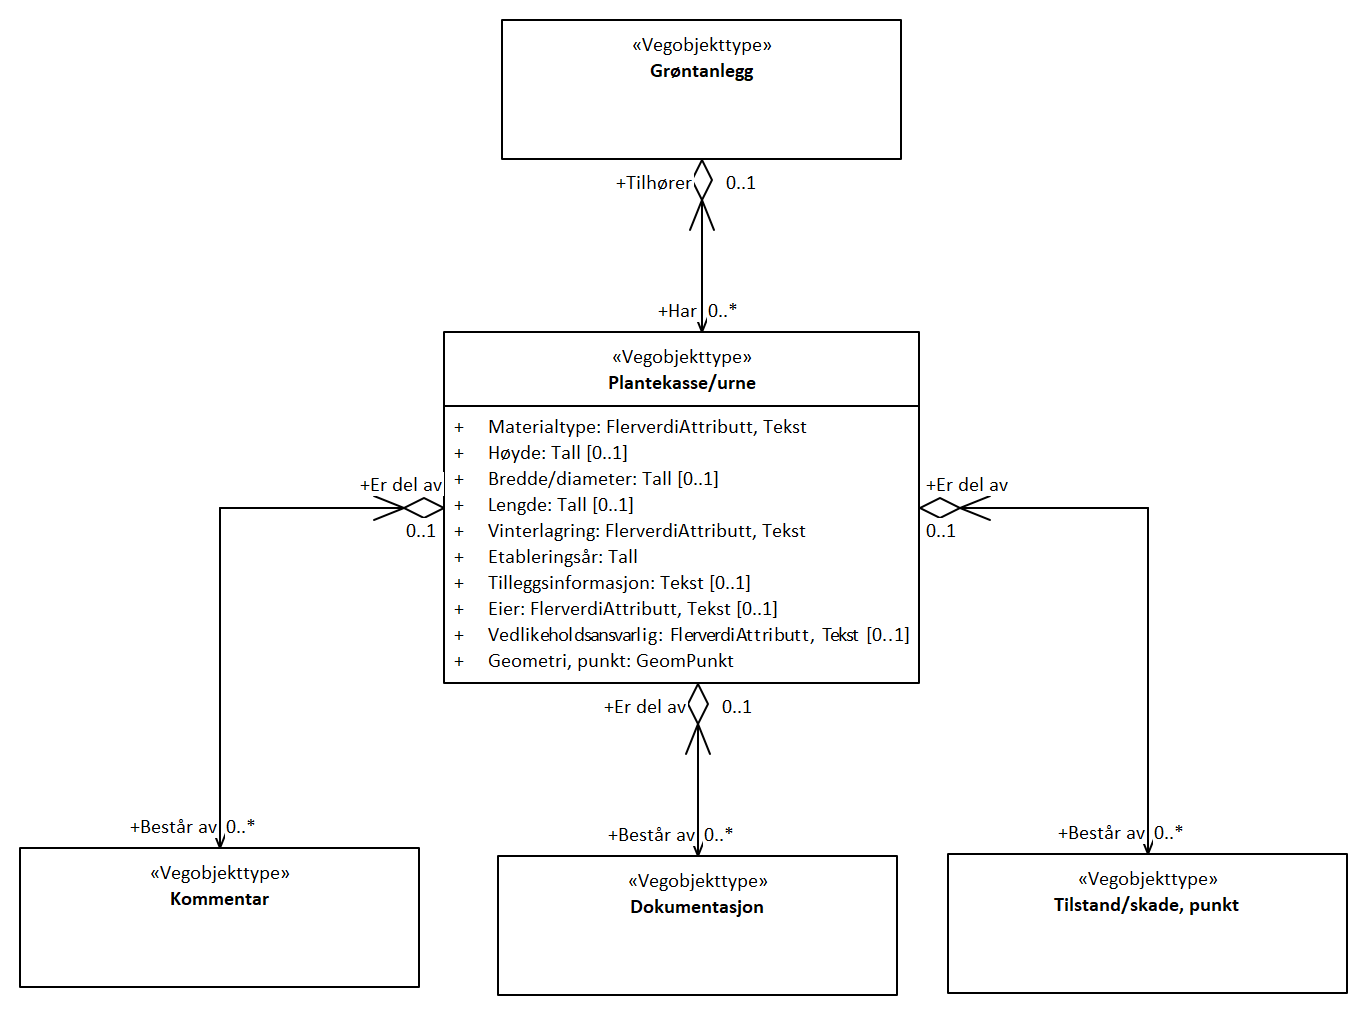 «Vegobjekttype»
Grøntanlegg
+Tilhører 0..1
+Har 0..*
«Vegobjekttype»
Plantekasse/urne
+ Materialtype: FlerverdiAttributt, Tekst
+ Høyde: Tall [0..1]
+ Bredde/diameter: Tall [0..1]
+ Lengde: Tall [0..1]
+ Vinterlagring: FlerverdiAttributt, Tekst
+ Etableringsår: Tall
+ Tilleggsinformasjon: Tekst [0..1]
+ Eier: FlerverdiAttributt, Tekst [0..1]
+ Vedlikeholdsansvarlig: FlerverdiAttributt, Tekst [0..1]
+ Geometri, punkt: GeomPunkt
+Er del av
0..1
+Er del av
0..1
+Er del av 0..1
+Består av 0..*
«Vegobjekttype»
Kommentar
+Består av 0..*
«Vegobjekttype»
Dokumentasjon
+Består av 0..*
«Vegobjekttype»
Tilstand/skade, punkt